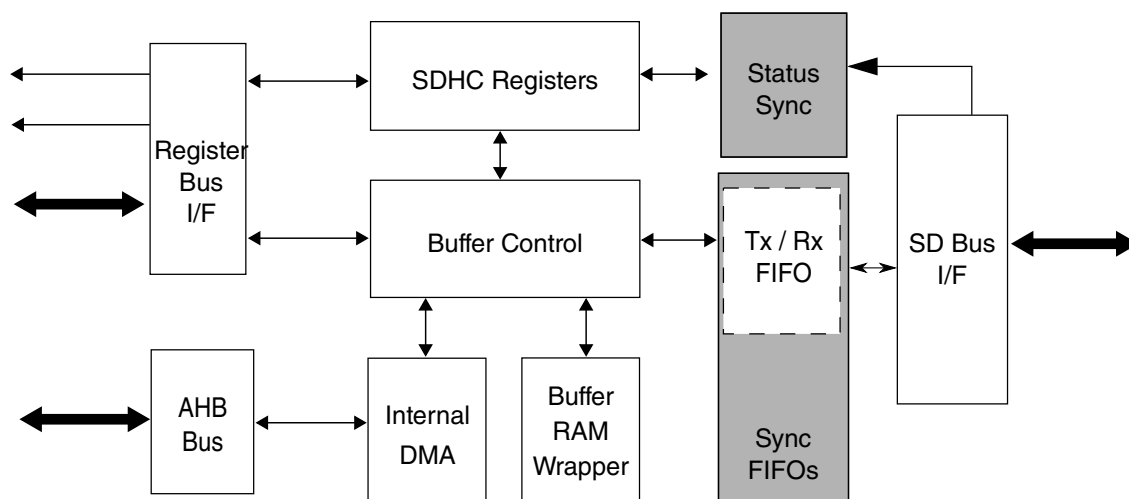 SDHC Registers
Status
Sync
Register
Bus
I/F
Buffer Control
Tx / Rx
FIFO
SD Bus
I/F
AHB
Bus
Internal
DMA
Buffer
RAM
Wrapper
Sync
FIFOs